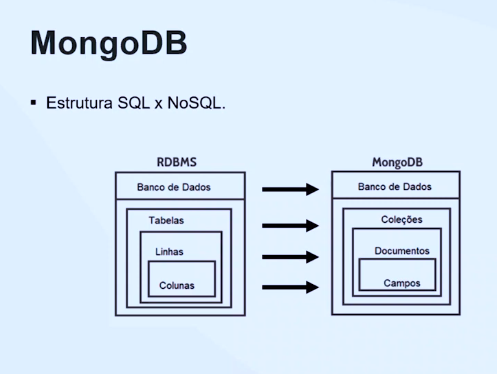 MongoDB
▪ Estrutura SQL x NoSQL.
RDBMS
Banco de Dados
Tabelas
Linhas
Colunas
MongoDB
Banco de Dados
Coleções
Documentos
Campos